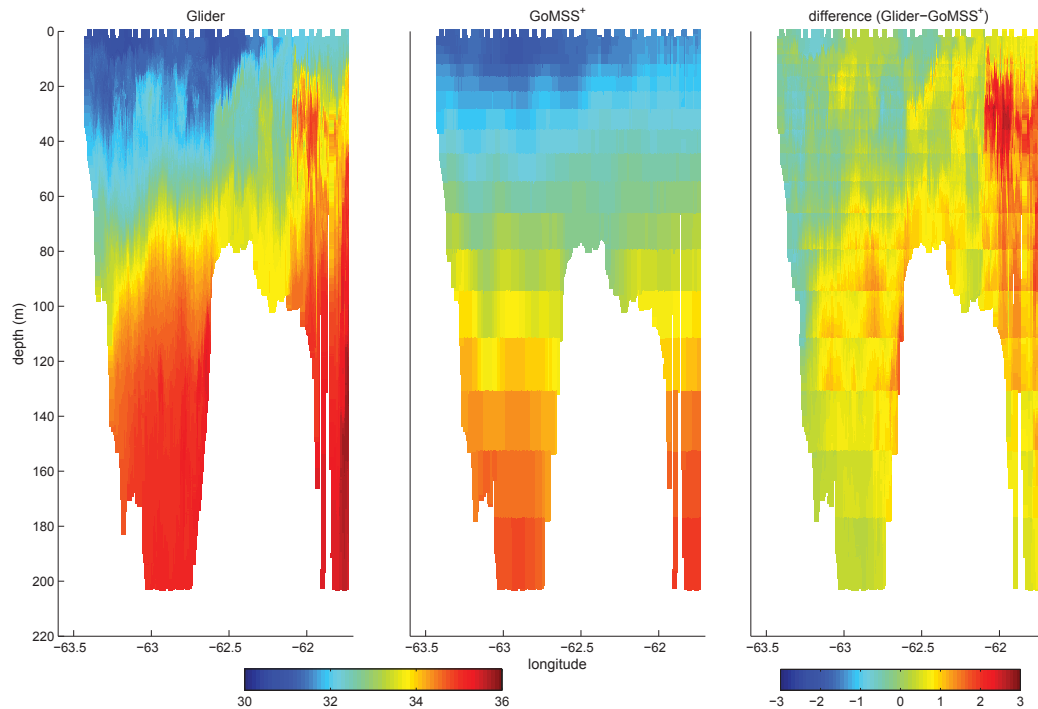 Glider
GoMSS+
difference (Glider−GoMSS+)
depth (m)
0
20
40
60
80
100
120
140
160
180
200
220
−63.5 −63 −62.5 −62
−63.5 −63 −62.5 −62
−63.5 −63 −62.5 −62
longitude
30 32 34 36
−3 −2 −1 0 1 2 3